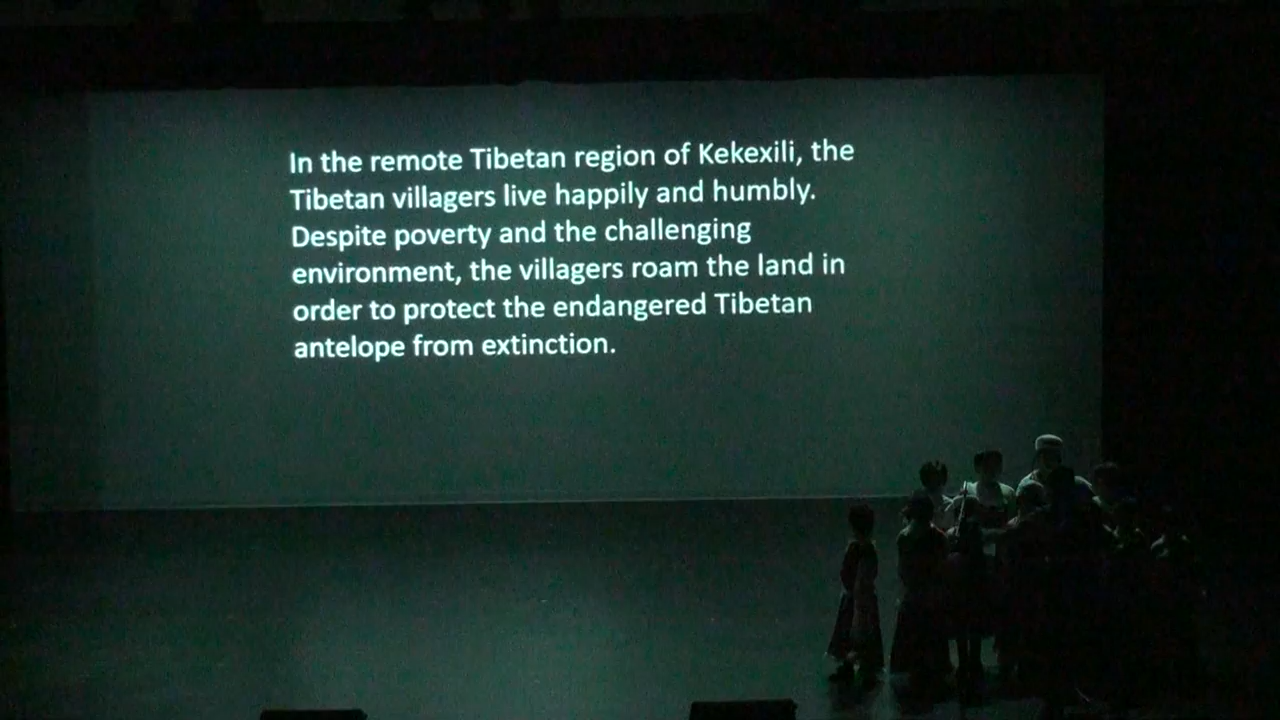 In the remote Tibetan region of Kekexili, the
Tibetan villagers live happily and humbly.
Despite poverty and the challenging
environment, the villagers roam the land in
order to protect the endangered Tibetan
antelope from extinction.